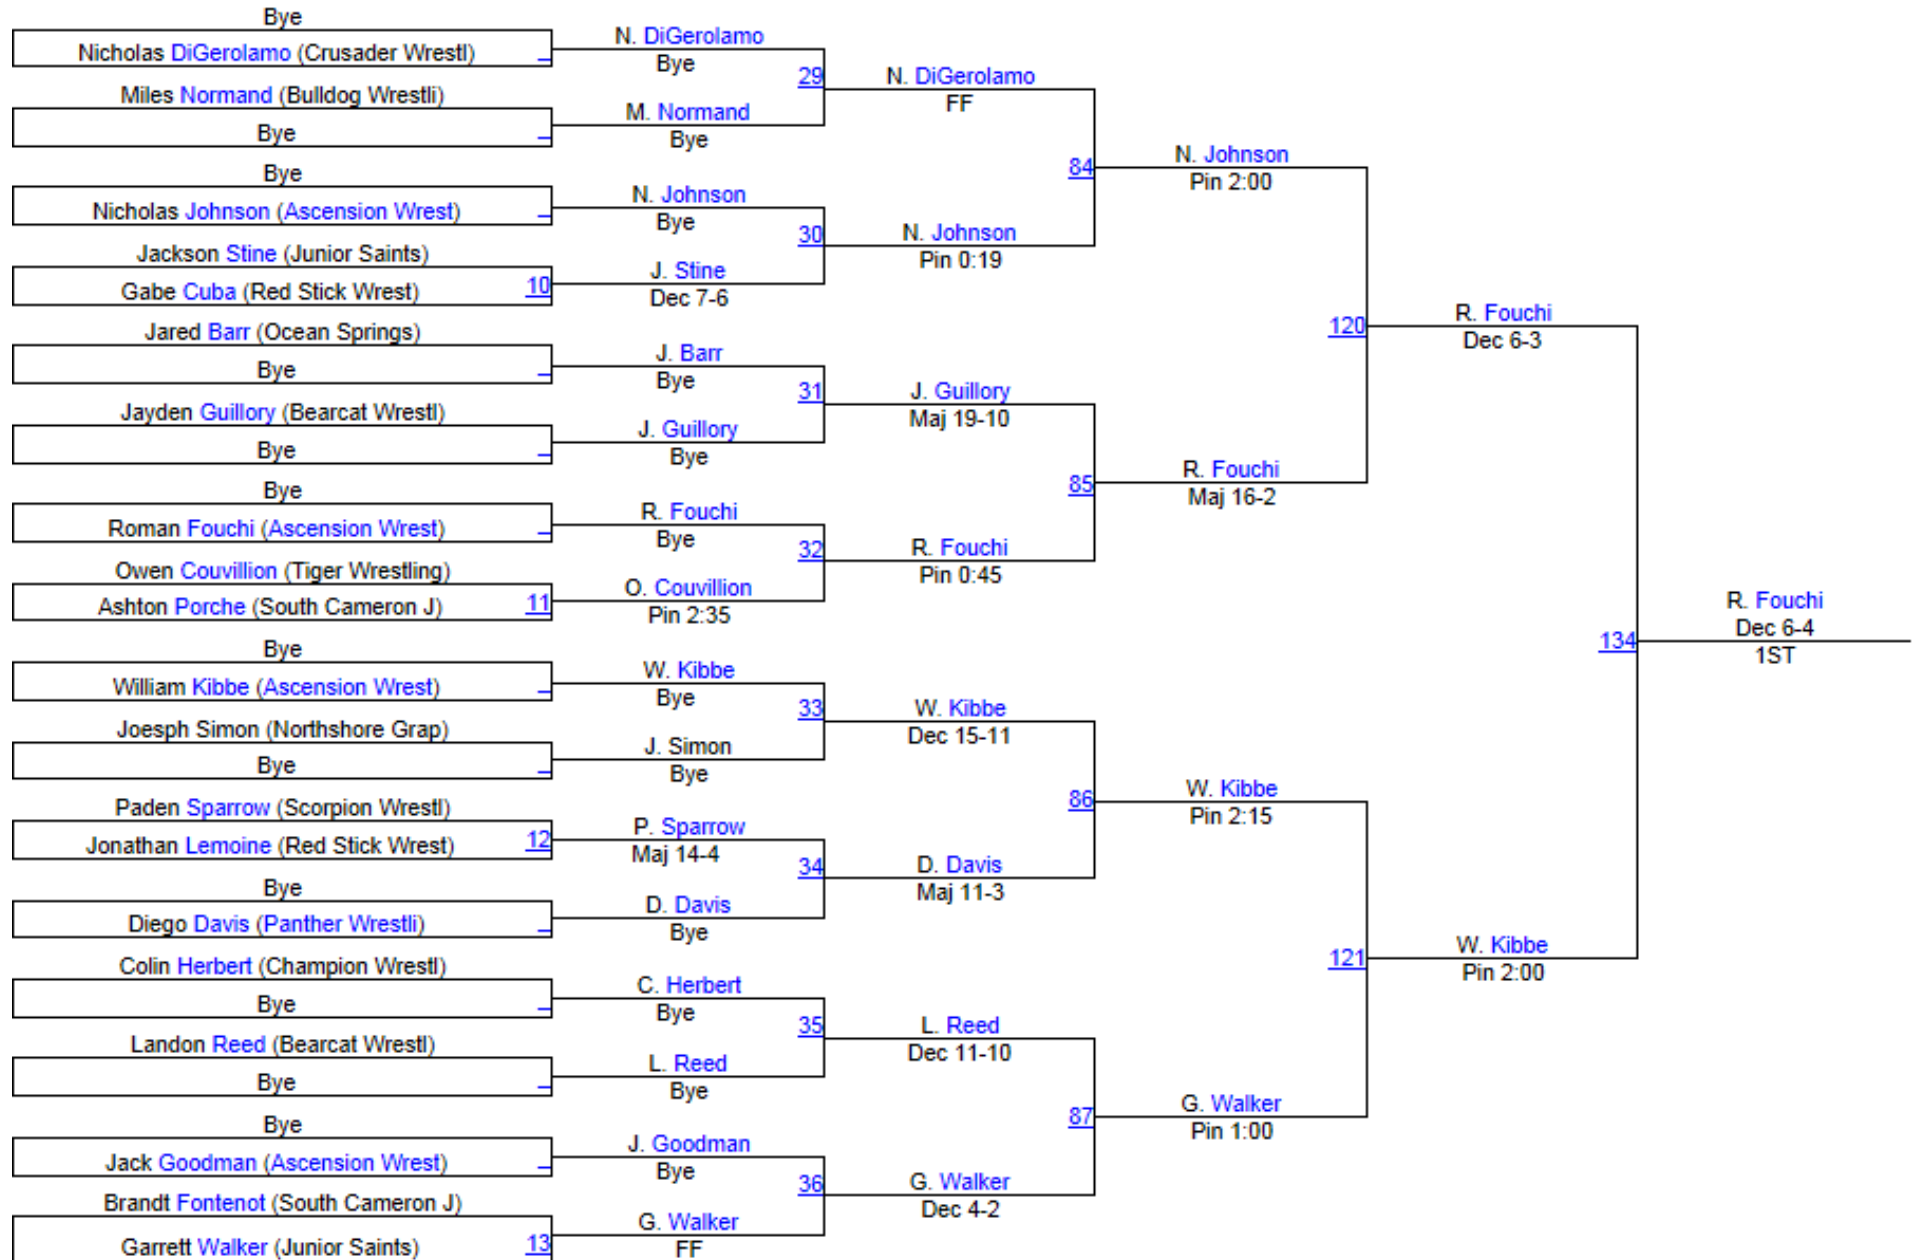 Bye
Nicholas DiGerolamo (Crusader Wrestl)
Miles Normand (Bulldog Wrestli)
Bye
Bye
Nicholas Johnson (Ascension Wrest)
Jackson Stine (Junior Saints)
Gabe Cuba (Red Stick Wrest) 10
Jared Barr (Ocean Springs)
Bye
Jayden Guillory (Bearcat Wrestl)
Bye
Bye
Roman Fouchi (Ascension Wrest)
Owen Couvillion (Tiger Wrestling)
Ashton Porche (South Cameron J) 11
Bye
William Kibbe (Ascension Wrest)
Joesph Simon (Northshore Grap)
Bye
Paden Sparrow (Scorpion Wrestl)
Jonathan Lemoine (Red Stick Wrest) 12
Bye
Diego Davis (Panther Wrestli)
Colin Herbert (Champion Wrestl)
Bye
Landon Reed (Bearcat Wrestl)
Bye
Bye
Jack Goodman (Ascension Wrest)
Brandt Fontenot (South Cameron J)
Garrett Walker (Junior Saints) 13
N. DiGerolamo
Bye
29
M. Normand
Bye
N. Johnson
Bye
30
J. Stine
Dec 7-6
J. Barr
Bye
31
J. Guillory
Bye
R. Fouchi
Bye
32
O. Couvillion
Pin 2:35
W. Kibbe
Bye
33
J. Simon
Bye
P. Sparrow
Maj 14-4
34
D. Davis
Bye
C. Herbert
Bye
35
L. Reed
Bye
J. Goodman
Bye
36
G. Walker
FF
N. DiGerolamo
FF
84
N. Johnson
Pin 0:19
J. Guillory
Maj 19-10
85
R. Fouchi
Pin 0:45
W. Kibbe
Dec 15-11
86
D. Davis
Maj 11-3
L. Reed
Dec 11-10
87
G. Walker
Dec 4-2
N. Johnson
Pin 2:00
120
R. Fouchi
Maj 16-2
W. Kibbe
Pin 2:15
121
G. Walker
Pin 1:00
R. Fouchi
Dec 6-3
134
W. Kibbe
Pin 2:00
R. Fouchi
Dec 6-4
1ST